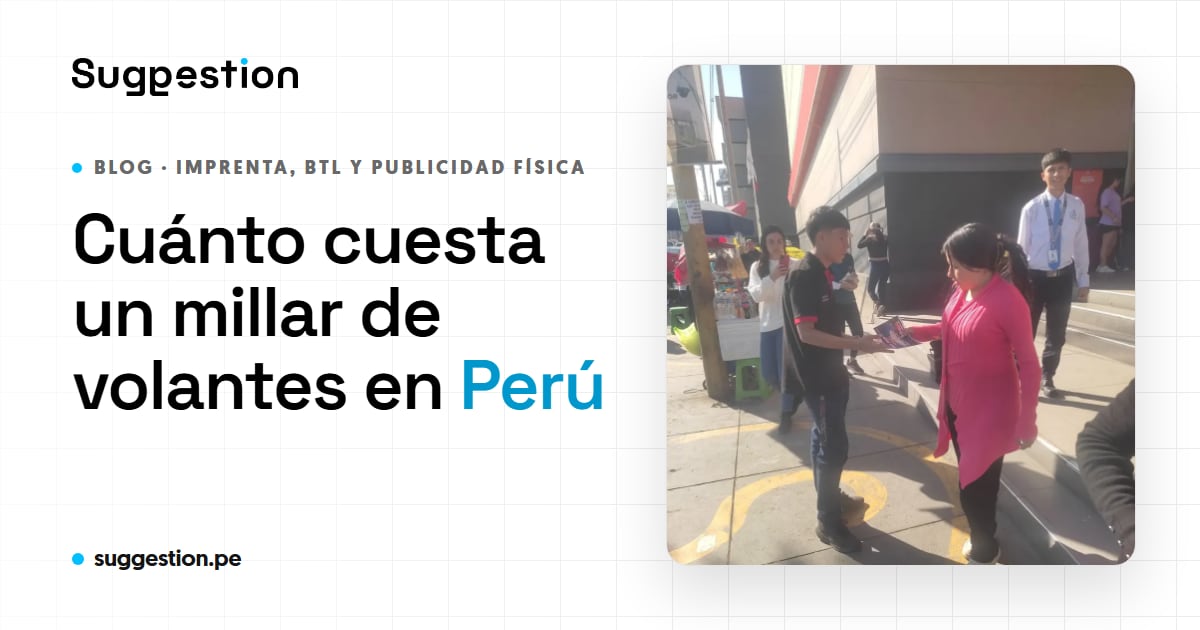 Suggestion
BLOG · IMPRENTA, BTL Y PUBLICIDAD FÍSICA
Cuánto cuesta
un millar de
volantes en Perú
suggestion.pe